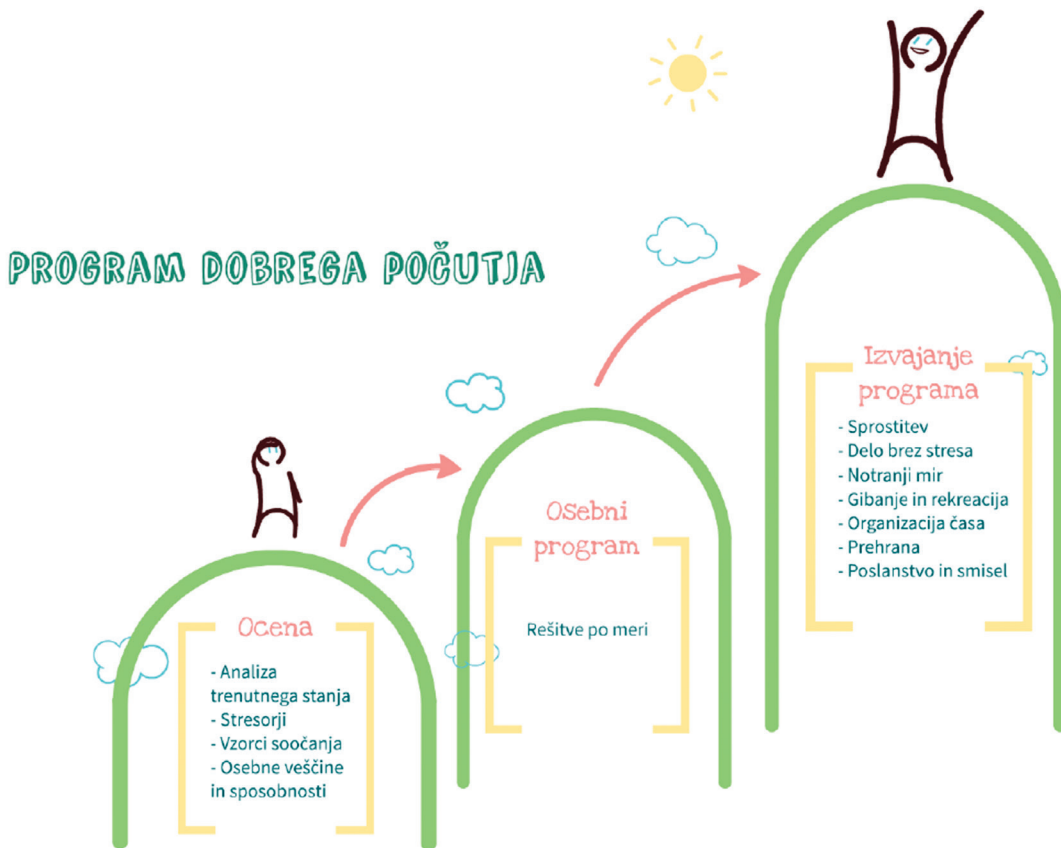 PROGRAM DOBREGA POČUTJA
Ocena
- Analiza
trenutnega stanja
- Stresorji
- Vzorci soočanja
- Osebne veščine
in sposobnosti
Osebni
program
Rešitve po meri
Izvajanje
programa
- Sprostitev
- Delo brez stresa
- Notranji mir
- Gibanje in rekreacija
- Organizacija časa
- Prehrana
- Poslanstvo in smisel